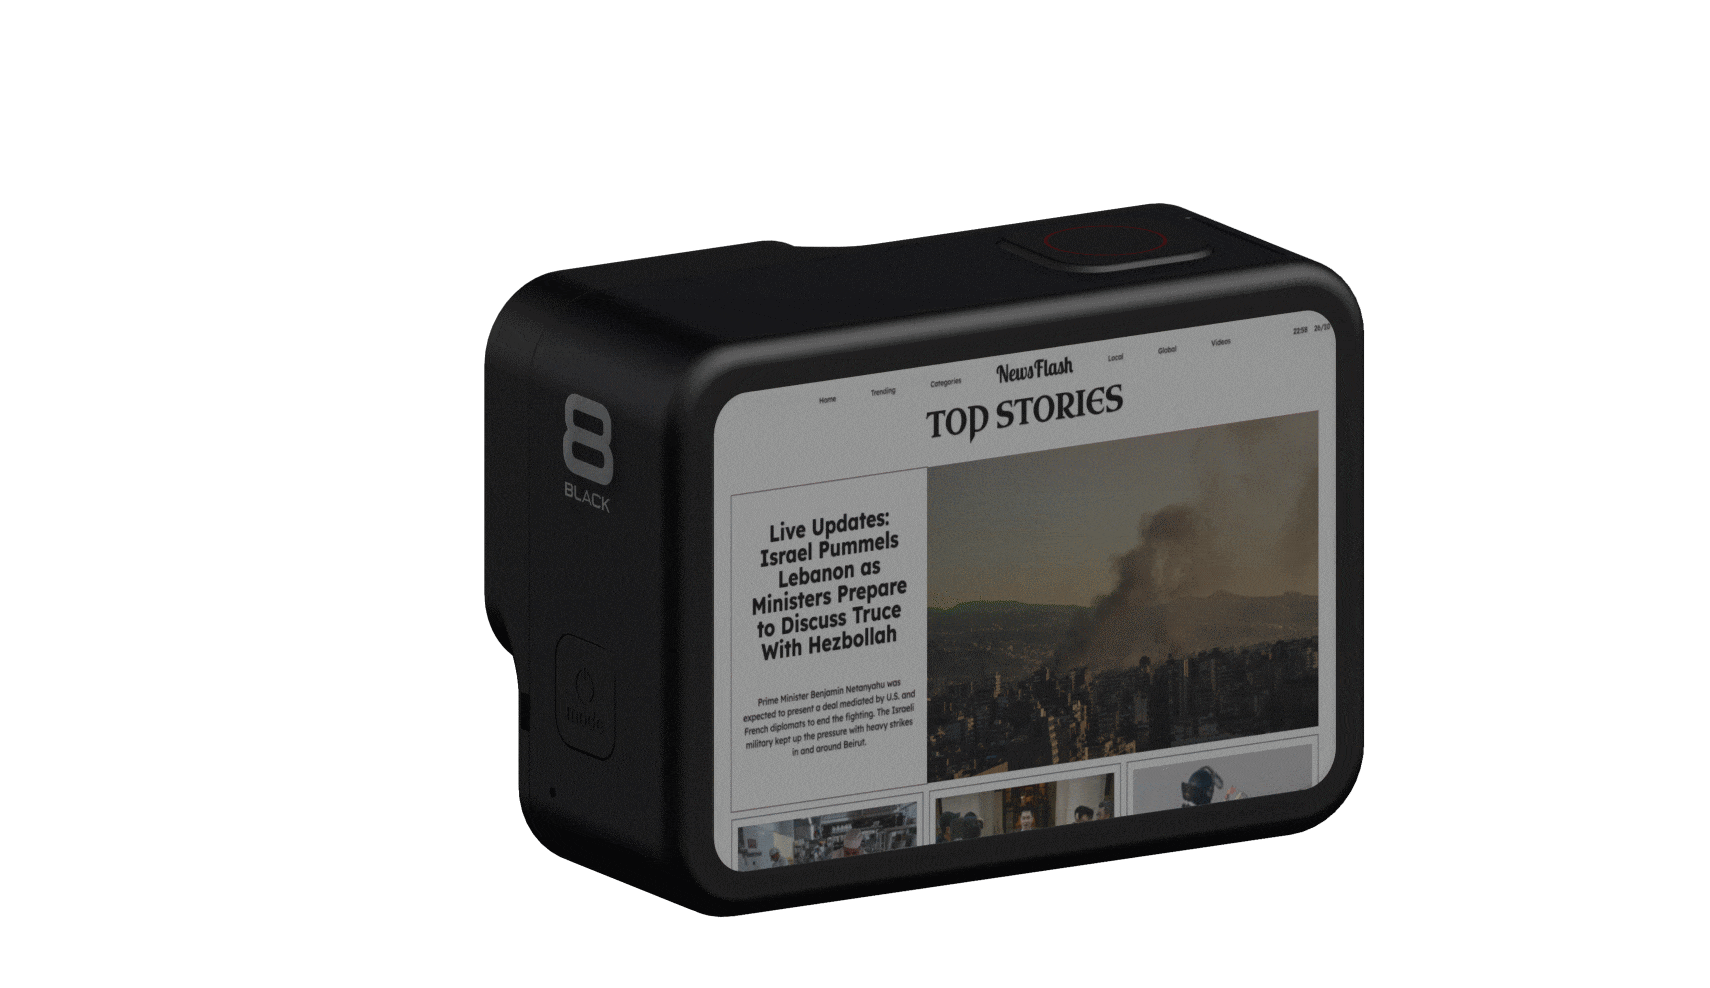 8
BLACK
mode
22:58 26/10
Home Trending Categories NewsFlash Local Global Videos
TOP STORIES
Live Updates:
Israel Pummels
Lebanon as
Ministers Prepare
to Discuss Truce
With Hezbollah
Prime Minister Benjamin Netanyahu was
expected to present a deal mediated by U.S. and
French diplomats to end the fighting. The Israeli
military kept up the pressure with heavy strikes
in and around Beirut.